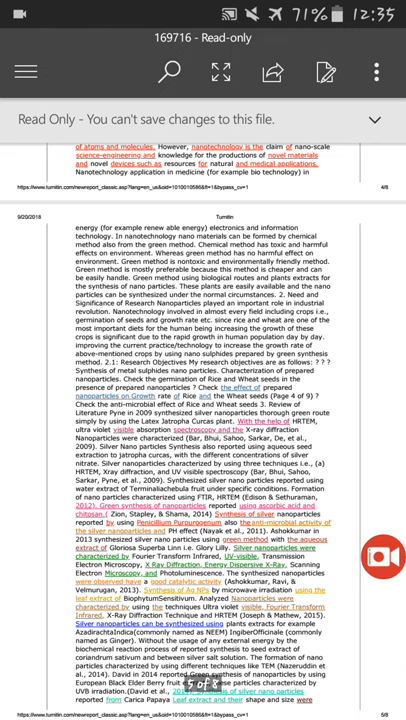 71% 12:35
169716 - Read-only
Read Only - You can't save changes to this file.
of atoms and molecules. However, nanotechnology is the claim of nano-scale
science-engineering and knowledge for the productions of novel materials
and novel devices such as resources for natural and medical applications.
Nanotechnology application in medicine (for example bio technology) in
https://www.turnitin.com/newreport_classic.asp?lang=en_us&oid=1010010586&ft=1&bypass_cv=1 4/8
9/20/2018 Turnitin
energy (for example renew able energy) electronics and information
technology. In nanotechnology nano materials can be formed by chemical
method also from the green method. Chemical method has toxic and harmful
effects on environment. Whereas green method has no harmful effect on
environment. Green method is nontoxic and environmentally friendly method.
Green method is mostly preferable because this method is cheaper and can
be easily handle. Green method using biological routes and plants extracts for
the synthesis of nano particles. These plants are easily available and the nano
particles can be synthesized under the normal circumstances. 2. Need and
Significance of Research Nanoparticles played an important role in industrial
revolution. Nanotechnology involved in almost every field including crops i.e.,
germination of seeds and growth rate etc. since rice and wheat are one of the
most important diets for the human being increasing the growth of these
crops is significant due to the rapid growth in human population day by day.
improving the current practice/technology to increase the growth rate of
above-mentioned crops by using nano sulphides prepared by green synthesis
method. 2.1: Research Objectives My research objectives are as follows: ? ? ?
Synthesis of metal sulphides nano particles. Characterization of prepared
nanoparticles. Check the germination of Rice and Wheat seeds in the
presence of prepared nanoparticles ? Check the effect of prepared
nanoparticles on Growth rate of Rice and the Wheat seeds (Page 4 of 9) ?
Check the anti-microbial effect of Rice and Wheat seeds 3. Review of
Literature Pyne in 2009 synthesized silver nanoparticles thorough green route
simply by using the Latex Jatropha Curcas plant. With the help of HRTEM,
ultra violet visible absorption spectroscopy and the X-ray diffraction
Nanoparticles were characterized (Bar, Bhui, Sahoo, Sarkar, De, et al.,
2009). Silver Nano particles Synthesis also reported using aqueous seed
extraction to jatropha curcas, with the different concentrations of silver
nitrate. Silver nanoparticles characterized by using three techniques i.e., (a)
HRTEM, Xray diffraction, and UV visible spectroscopy (Bar, Bhui, Sahoo,
Sarkar, Pyne, et al., 2009). Synthesized silver nanoparticles reported using
water extract of Terminaliachebula fruit under specific conditions. Formation
of nano particles characterized using FTIR, HRTEM (Edison & Sethuraman,
2012). Green synthesis of nanoparticles reported using ascorbic acid and
chitosan.( Zion, Stapley, & Shama, 2014) Synthesis of silver nanoparticles
reported by using Penicillium Purpurogenum also the anti-microbial activity of
the silver nanoparticles and PH effect (Nayak et al., 2011). Ashokkumar in
2013 synthesized silver nano particles using green method with the aqueous
extract of Gloriosa Superba Linn i.e. Glory Lilly. Silver nanoparticles were
characterized by Fourier Transform Infrared, UV-visible, Transmission
Electron Microscopy, X Ray Diffraction, Energy Dispersive X-Ray, Scanning
Electron Microscopy, and Photoluminescence. The synthesized nanoparticles
were observed have a good catalytic activity (Ashokkumar, Ravi, &
Velmurugan, 2013). Synthesis of Ag NPs by microwave irradiation using the
leaf extract of BiophytumSensitivum. Analyzed Nanoparticles were
characterized by using the techniques Ultra violet visible, Fourier Transform
Infrared, X-Ray Diffraction Technique and HRTEM (Joseph & Mathew, 2015).
Silver nanoparticles can be synthesized using plants extracts for example
AzadirachtaIndica(commonly named as NEEM) IngiberOfficinale (commonly
named as Ginger). Without the usage of any external energy by the
biochemical reaction process of reported synthesis to seed extract of
coriandrum sativum and between silver salt solution. The formation of nano
particles characterized by using different techniques like TEM (Nazeruddin et
al., 2014). David in 2014 reported Green synthesis of nanoparticles by using
European Black Elder Berry fruit particles characterized by
UVB irradiation.(David et al., 2014). Synthesis of silver nano particles
reported from Carica Papaya Leaf extract and their shape and size were
5 of 8
https://www.turnitin.com/newreport_classic.asp?lang=en_us&oid=1010010586&ft=1&bypass_cv=1 5/8